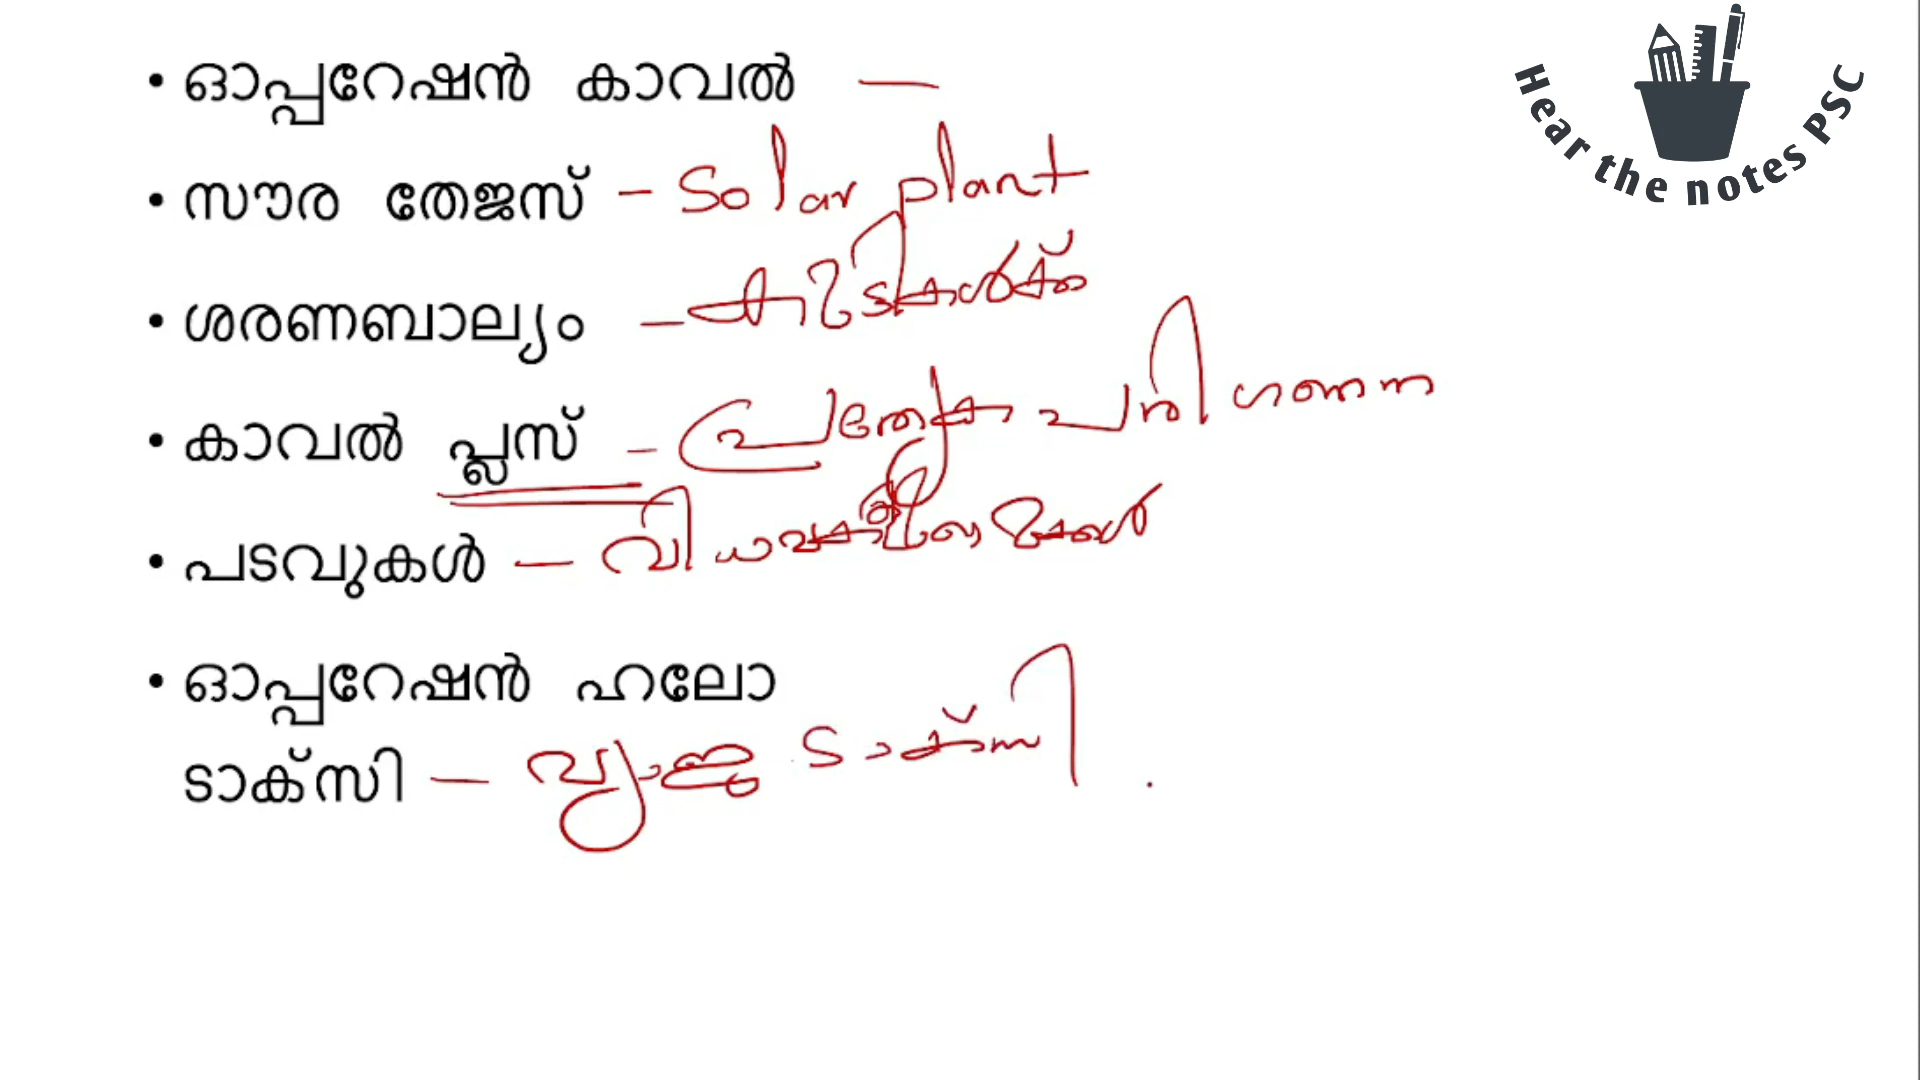 • ഓപ്പറേഷൻ കാവൽ —
• സൗര തേജസ് – Solar plant
• ശരണബാല്യം – കുട്ടികൾക്ക്
• കാവൽ പ്ലസ് – പ്രത്യേക പരിഗണന
• പടവുകൾ — വിധവകളുടെ മക്കൾ
• ഓപ്പറേഷൻ ഹലോ
ടാക്സി — വ്യാജ ടാക്സി
Hear the notes PSC